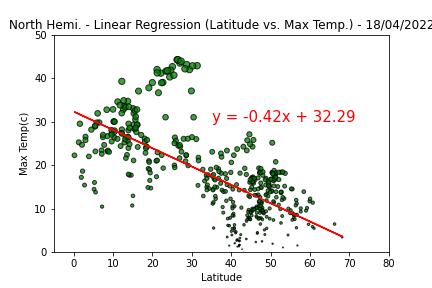 North Hemi. - Linear Regression (Latitude vs. Max Temp.) - 18/04/2022
50
40
30
20
10
0
Max Temp(c)
y = -0.42x + 32.29
0 10 20 30 40 50 60 70 80
Latitude